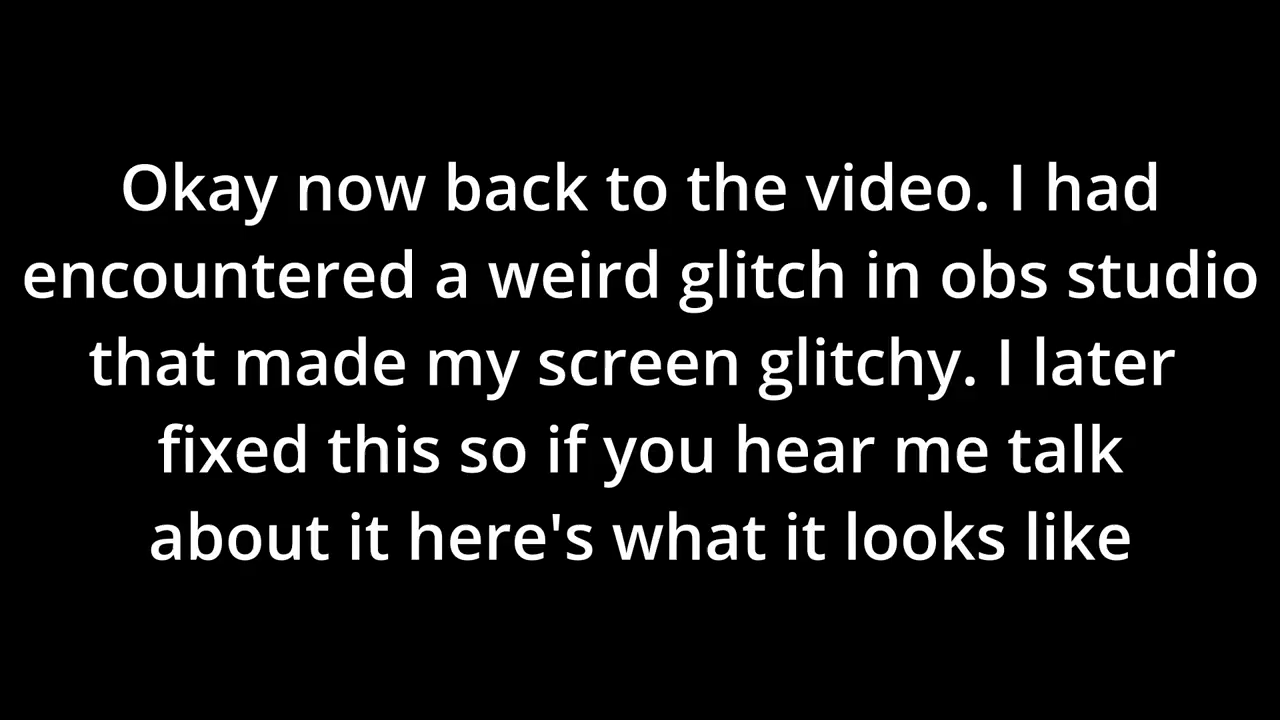 Okay now back to the video. I had
encountered a weird glitch in obs studio
that made my screen glitchy. I later
fixed this so if you hear me talk
about it here's what it looks like